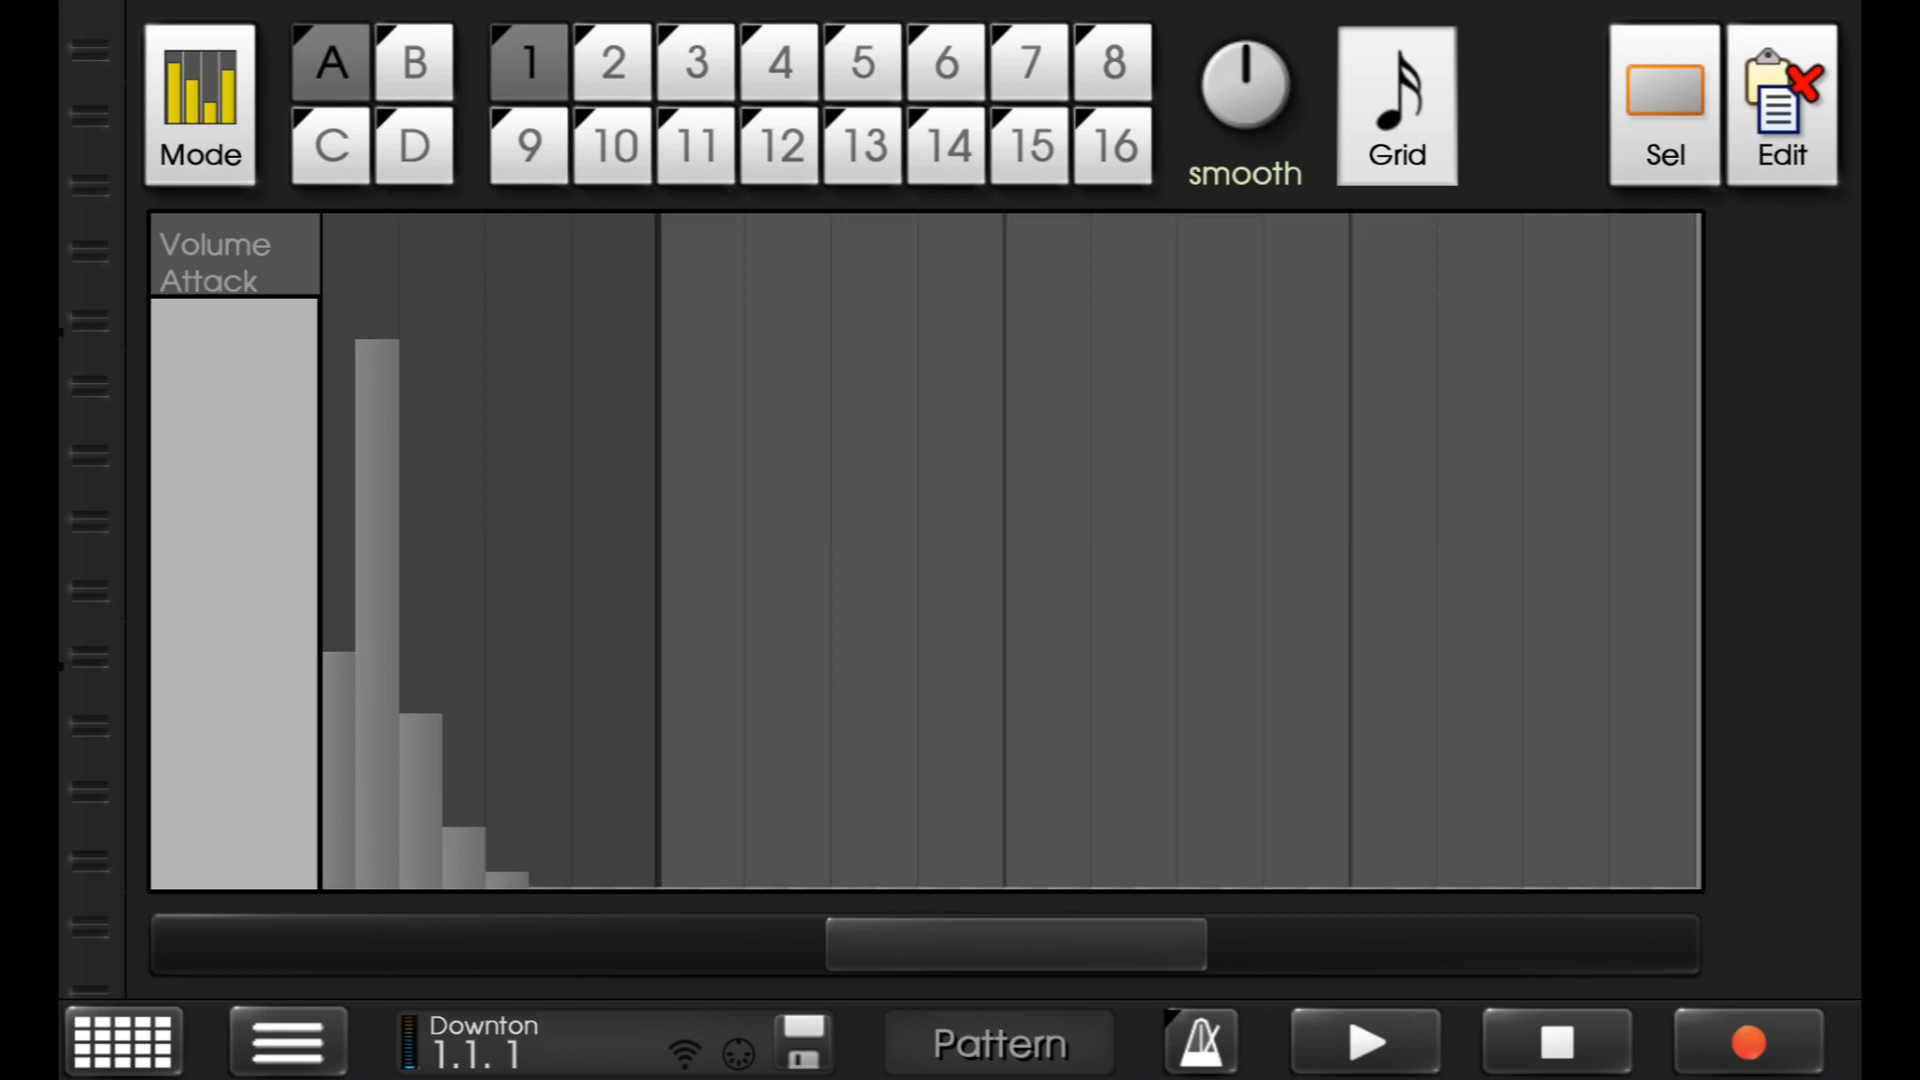 Mode
A B
C D
1 2 3 4 5 6 7 8
9 10 11 12 13 14 15 16
smooth
Grid
Sel
Edit
Volume
Attack
Downton
1.1. 1
Pattern